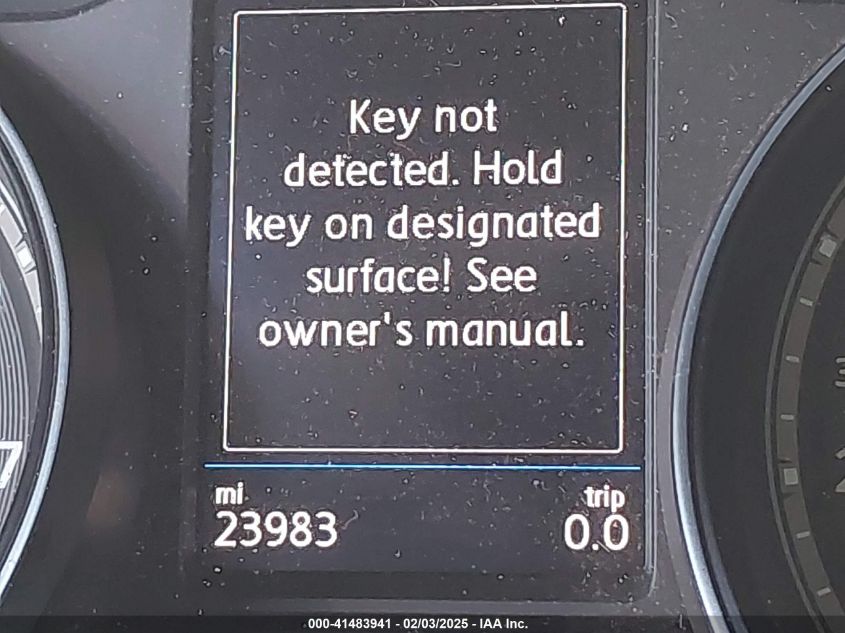 Key not
detected. Hold
key on designated
surface! See
owner's manual.
mi trip
23983 0.0
7
000-41483941 - 02/03/2025 - IAA Inc.